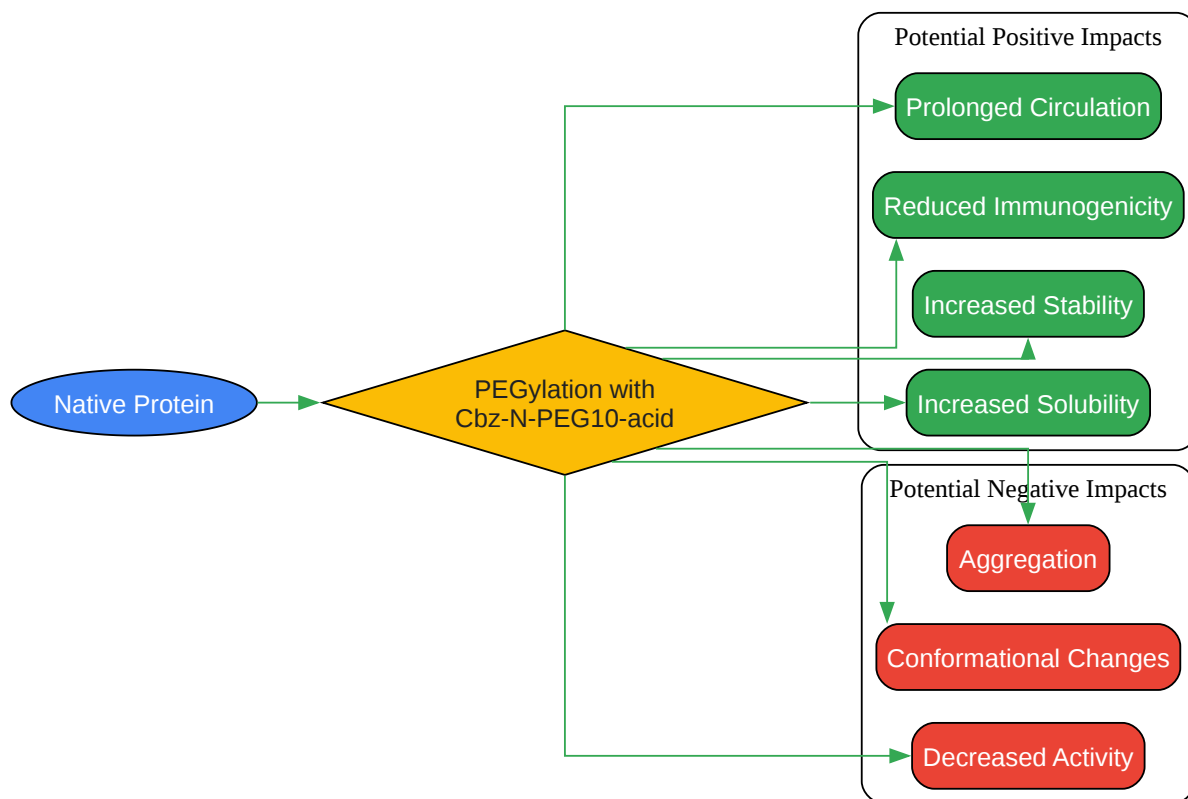 Potential Positive Impacts
Prolonged Circulation
Reduced Immunogenicity
Increased Stability
Increased Solubility
Native Protein
PEGylation with
Cbz-N-PEG10-acid
Potential Negative Impacts
Aggregation
Conformational Changes
Decreased Activity